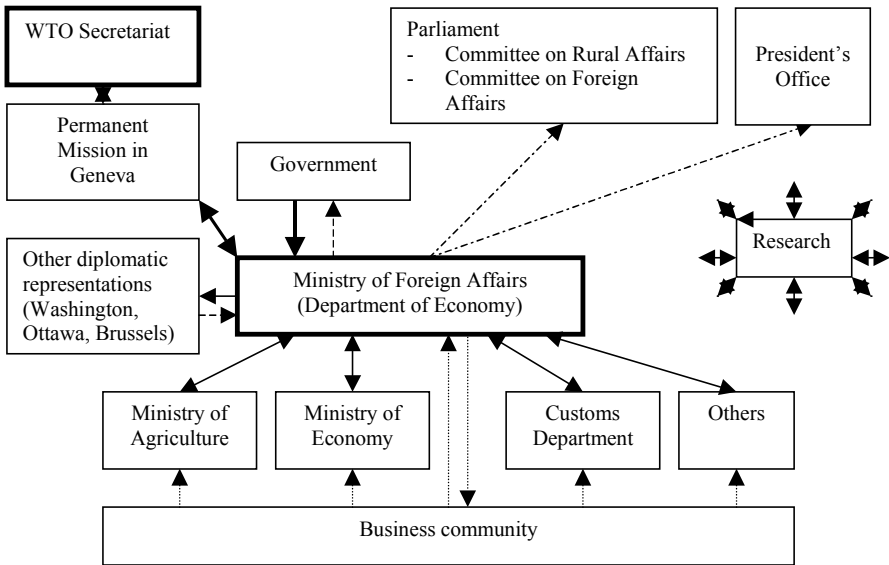 WTO Secretariat
Parliament
- Committee on Rural Affairs
- Committee on Foreign
Affairs
President's
Office
Permanent
Mission in
Geneva
Government
Research
Other diplomatic
representations
(Washington,
Ottawa, Brussels)
Ministry of Foreign Affairs
(Department of Economy)
Ministry of
Agriculture
Ministry of
Economy
Customs
Department
Others
Business community